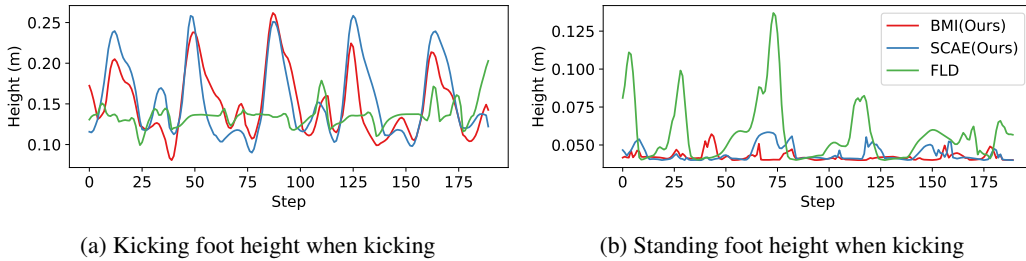 0.25
0.20
0.15
0.10
Height (m)
0 25 50 75 100 125 150 175
Step
(a) Kicking foot height when kicking
0.125
0.100
0.075
0.050
Height (m)
0 25 50 75 100 125 150 175
Step
BMI(Ours)
SCAE(Ours)
FLD
(b) Standing foot height when kicking